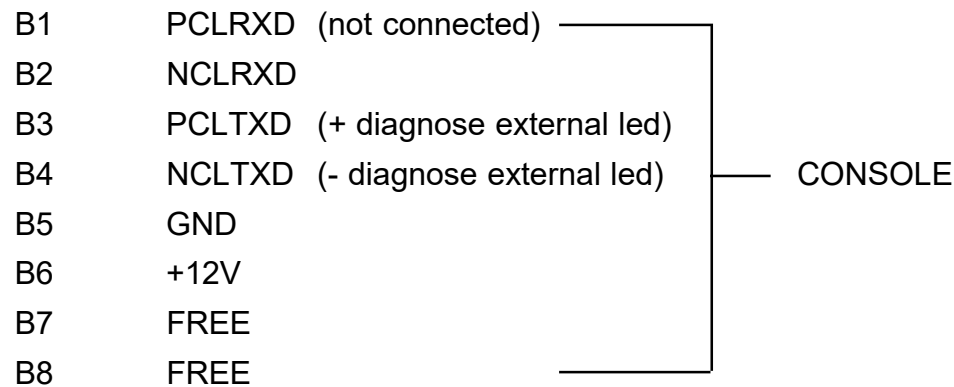 B1 PCLRXD (not connected)
B2 NCLRXD
B3 PCLTXD (+ diagnose external led)
B4 NCLTXD (- diagnose external led) CONSOLE
B5 GND
B6 +12V
B7 FREE
B8 FREE